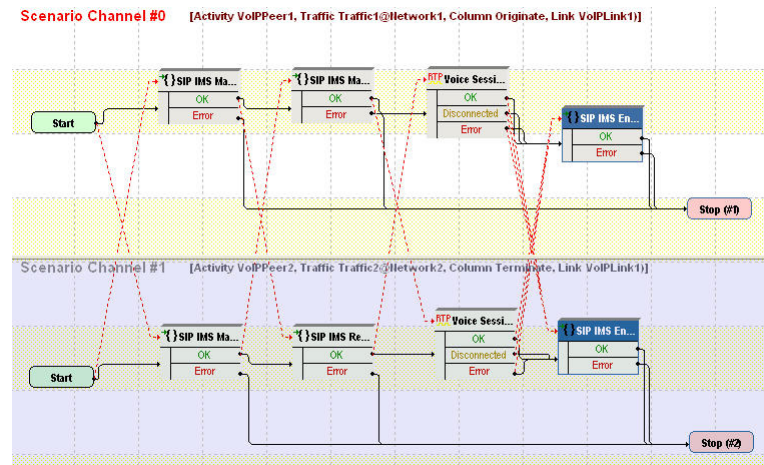 Scenario Channel #0 [Activity VoIPPeer1, Traffic Traffic1@Network1, Column Originate, Link VoIPLink1)]
{}SIP IMS Ma...
OK
Error
{}SIP IMS Ma...
OK
Error
RTP Voice Sessi...
OK
Disconnected
Error
{}SIP IMS En...
OK
Error
Start
Stop (#1)
Scenario Channel #1 [Activity VoIPPeer2, Traffic Traffic2@Network2, Column Terminate, Link VoIPLink1)]
{}SIP IMS Ma...
OK
Error
{}SIP IMS Re...
OK
Error
RTP Voice Sessi...
OK
Disconnected
Error
{}SIP IMS En...
OK
Error
Start
Stop (#2)